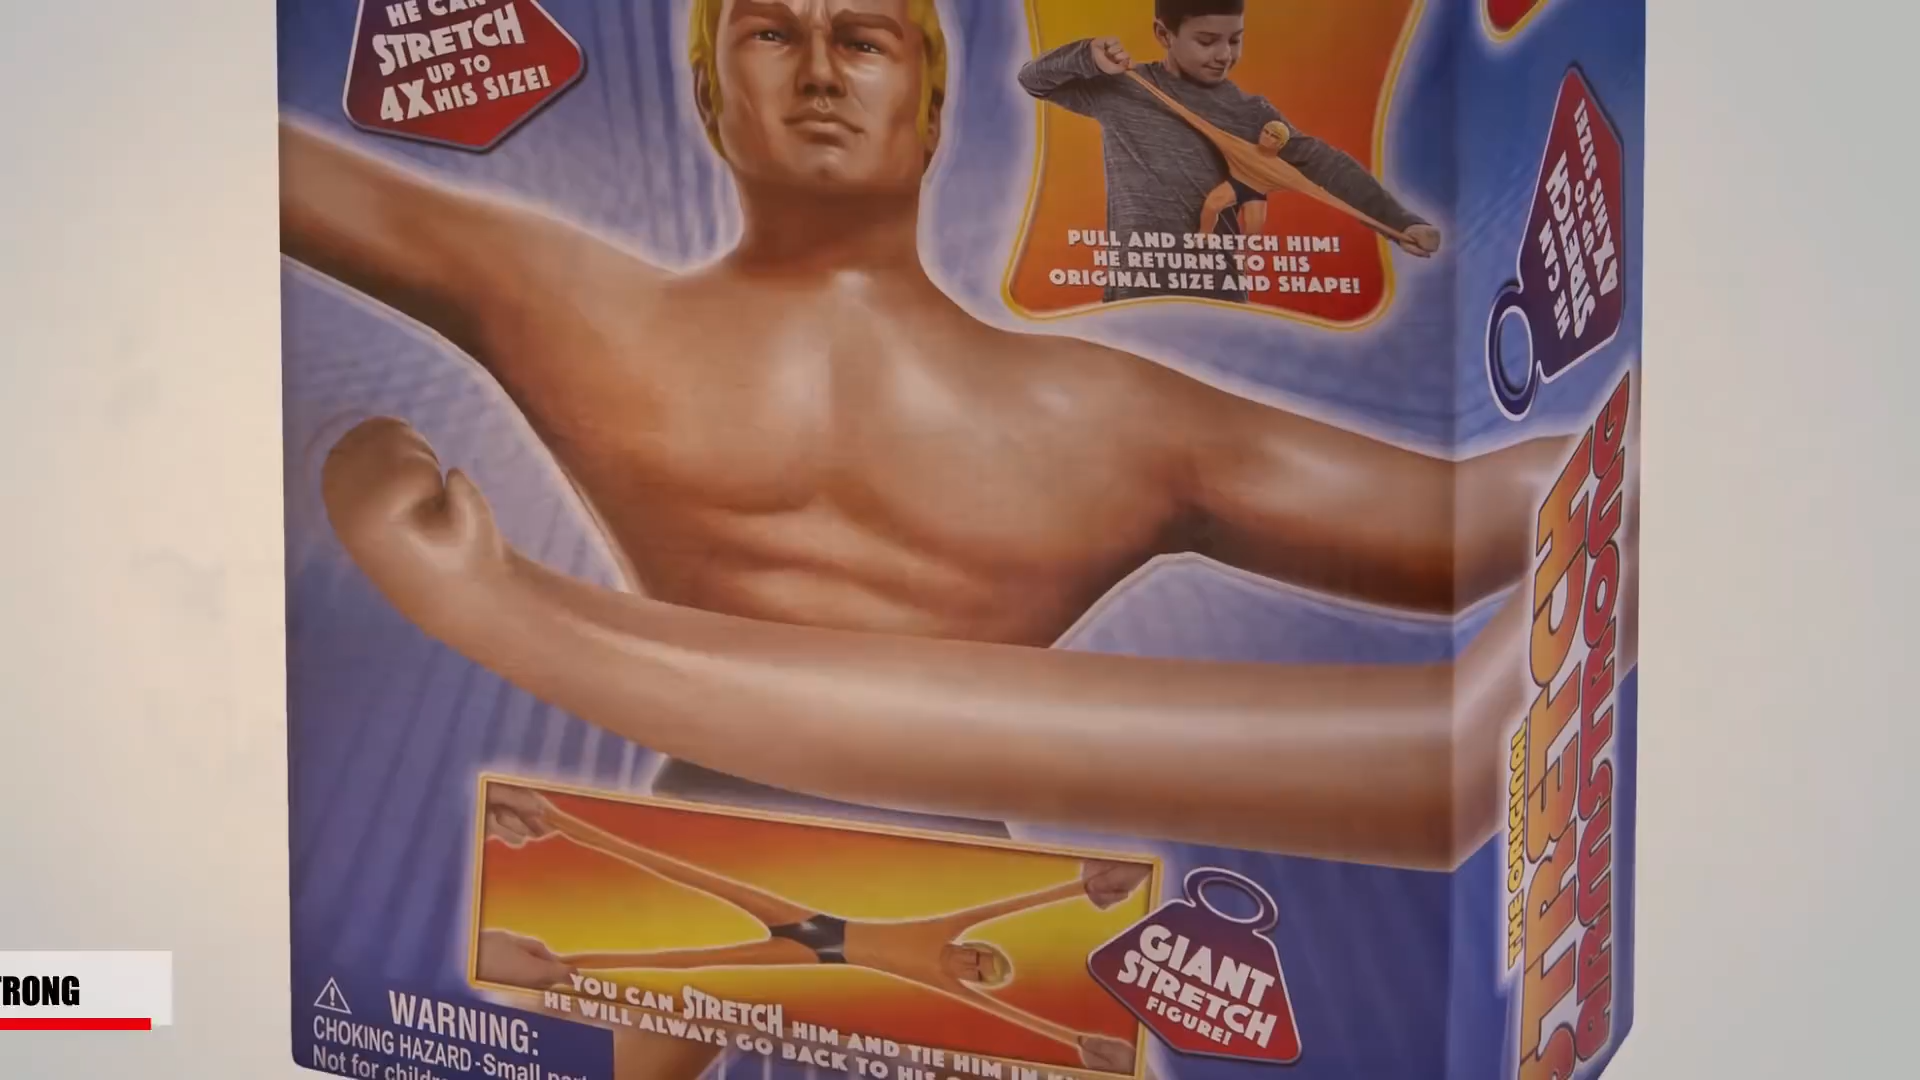 HE CAN
STRETCH
UP TO
4X HIS SIZE!
PULL AND STRETCH HIM!
HE RETURNS TO HIS
ORIGINAL SIZE AND SHAPE!
HE CAN
STRETCH
UP TO
4X HIS SIZE!
THE ORIGINAL
STRETCH
ARMSTRONG
YOU CAN STRETCH HIM AND TIE HIM IN
HE WILL ALWAYS GO BACK TO HIS
GIANT
STRETCH
FIGURE!
WARNING:
CHOKING HAZARD-Small
Not for
TRONG